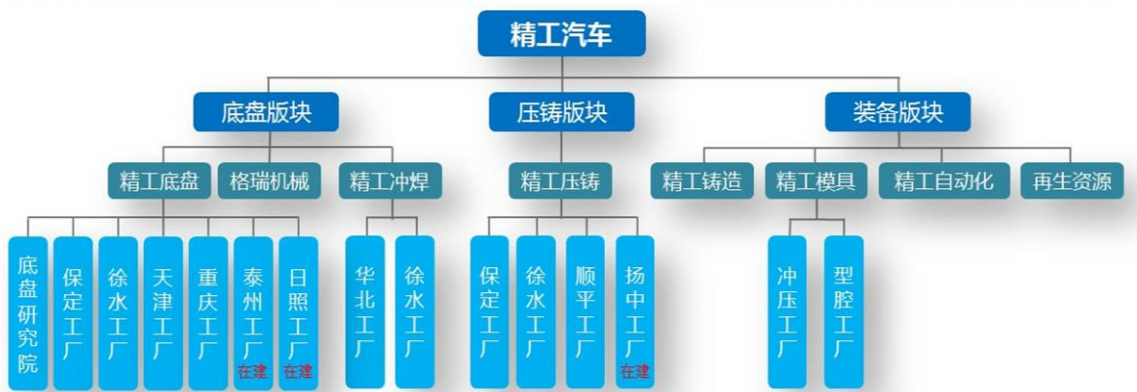 精工汽车
底盘版块
压铸版块
装备版块
精工底盘
格瑞机械
精工冲焊
精工压铸
精工铸造
精工模具
精工自动化
再生资源
底盘研究院
保定工厂
徐水工厂
天津工厂
重庆工厂
泰州工厂
在建
日照工厂
在建
华北工厂
徐水工厂
保定工厂
徐水工厂
顺平工厂
扬中工厂
在建
冲压工厂
型腔工厂